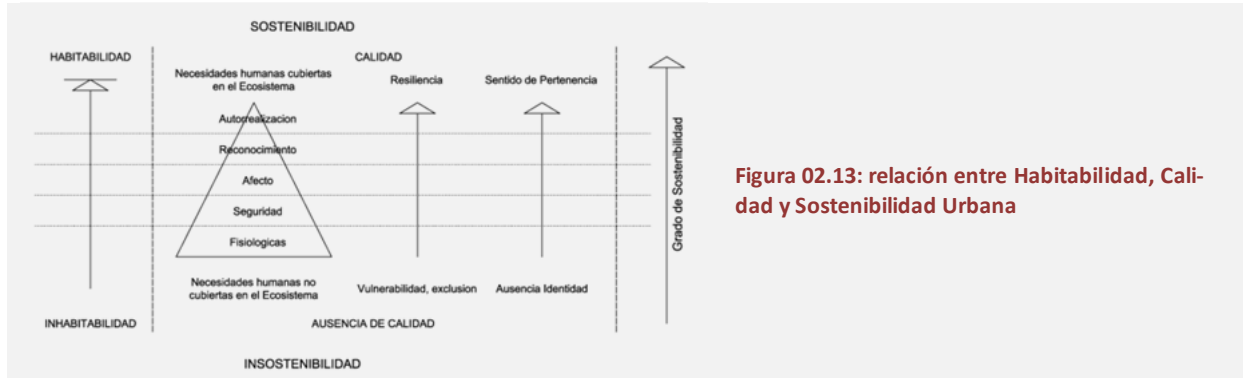 SOSTENIBILIDAD
HABITABILIDAD
CALIDAD
Necesidades humanas cubiertas
en el Ecosistema
Resiliencia
Sentido de Pertenencia
Autorrealizacion
Reconocimiento
Afecto
Seguridad
Fisiologicas
Grado de Sostenibilidad
Necesidades humanas no
cubiertas en el Ecosistema
Vulnerabilidad, exclusion
Ausencia Identidad
INHABITABILIDAD
AUSENCIA DE CALIDAD
INSOSTENIBILIDAD
Figura 02.13: relación entre Habitabilidad, Cali-
dad y Sostenibilidad Urbana